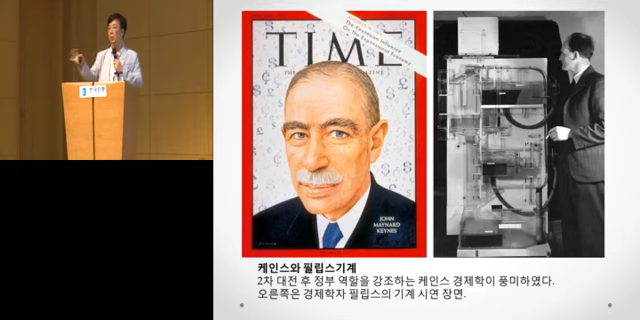 TIME
JOHN
MAYNARD
KEYNES
케인스와 필립스기계
2차 대전 후 정부 역할을 강조하는 케인스 경제학이 풍미하였다.
오른쪽은 경제학자 필립스의 기계 시연 장면.